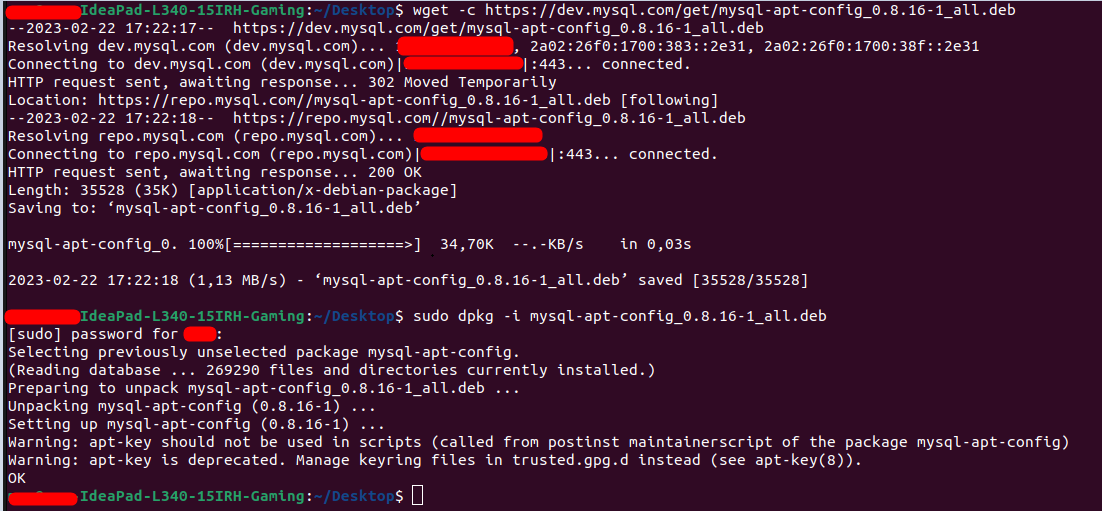 IdeaPad-L340-15IRH-Gaming:~/Desktop$ wget -c https://dev.mysql.com/get/mysql-apt-config_0.8.16-1_all.deb
--2023-02-22 17:22:17--  https://dev.mysql.com/get/mysql-apt-config_0.8.16-1_all.deb
Resolving dev.mysql.com (dev.mysql.com)... , 2a02:26f0:1700:383::2e31, 2a02:26f0:1700:38f::2e31
Connecting to dev.mysql.com (dev.mysql.com)| |:443... connected.
HTTP request sent, awaiting response... 302 Moved Temporarily
Location: https://repo.mysql.com//mysql-apt-config_0.8.16-1_all.deb [following]
--2023-02-22 17:22:18--  https://repo.mysql.com//mysql-apt-config_0.8.16-1_all.deb
Resolving repo.mysql.com (repo.mysql.com)...
Connecting to repo.mysql.com (repo.mysql.com)| |:443... connected.
HTTP request sent, awaiting response... 200 OK
Length: 35528 (35K) [application/x-debian-package]
Saving to: ‘mysql-apt-config_0.8.16-1_all.deb’
mysql-apt-config_0. 100%[===================>]  34,70K  --.-KB/s    in 0,03s
2023-02-22 17:22:18 (1,13 MB/s) - ‘mysql-apt-config_0.8.16-1_all.deb’ saved [35528/35528]
IdeaPad-L340-15IRH-Gaming:~/Desktop$ sudo dpkg -i mysql-apt-config_0.8.16-1_all.deb
[sudo] password for :
Selecting previously unselected package mysql-apt-config.
(Reading database ... 269290 files and directories currently installed.)
Preparing to unpack mysql-apt-config_0.8.16-1_all.deb ...
Unpacking mysql-apt-config (0.8.16-1) ...
Setting up mysql-apt-config (0.8.16-1) ...
Warning: apt-key should not be used in scripts (called from postinst maintainerscript of the package mysql-apt-config)
Warning: apt-key is deprecated. Manage keyring files in trusted.gpg.d instead (see apt-key(8)).
OK
IdeaPad-L340-15IRH-Gaming:~/Desktop$